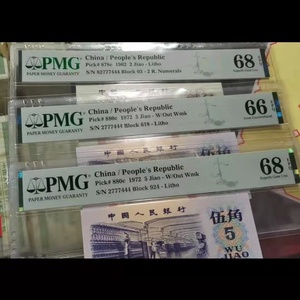 PMG
PAPER MONEY GUARANTY
China / People's Republic
Pick# 878c 1962 2 Jiao - Litho
S/N 8277744 Block 03 - 2 R. Numerals
68
PMG
PAPER MONEY GUARANTY
China / People's Republic
Pick# 880c 1972 5 Jiao - W/Out Wmk
S/N 2777444 Block 618 - Litho
66
PMG
PAPER MONEY GUARANTY
China / People's Republic
Pick# 880c 1972 5 Jiao - W/Out Wmk
S/N 2777444 Block 924 - Litho
68
中国人民银行
伍角
5
WU JIAO